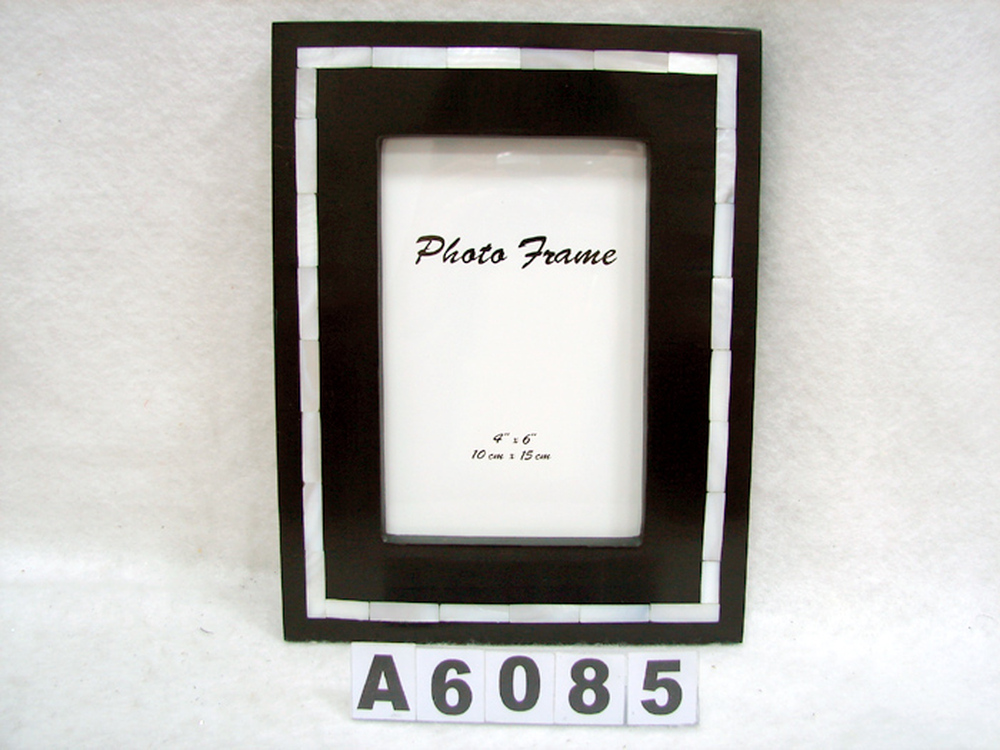 Photo Frame
4" x 6"
10 cm x 15 cm
A6085